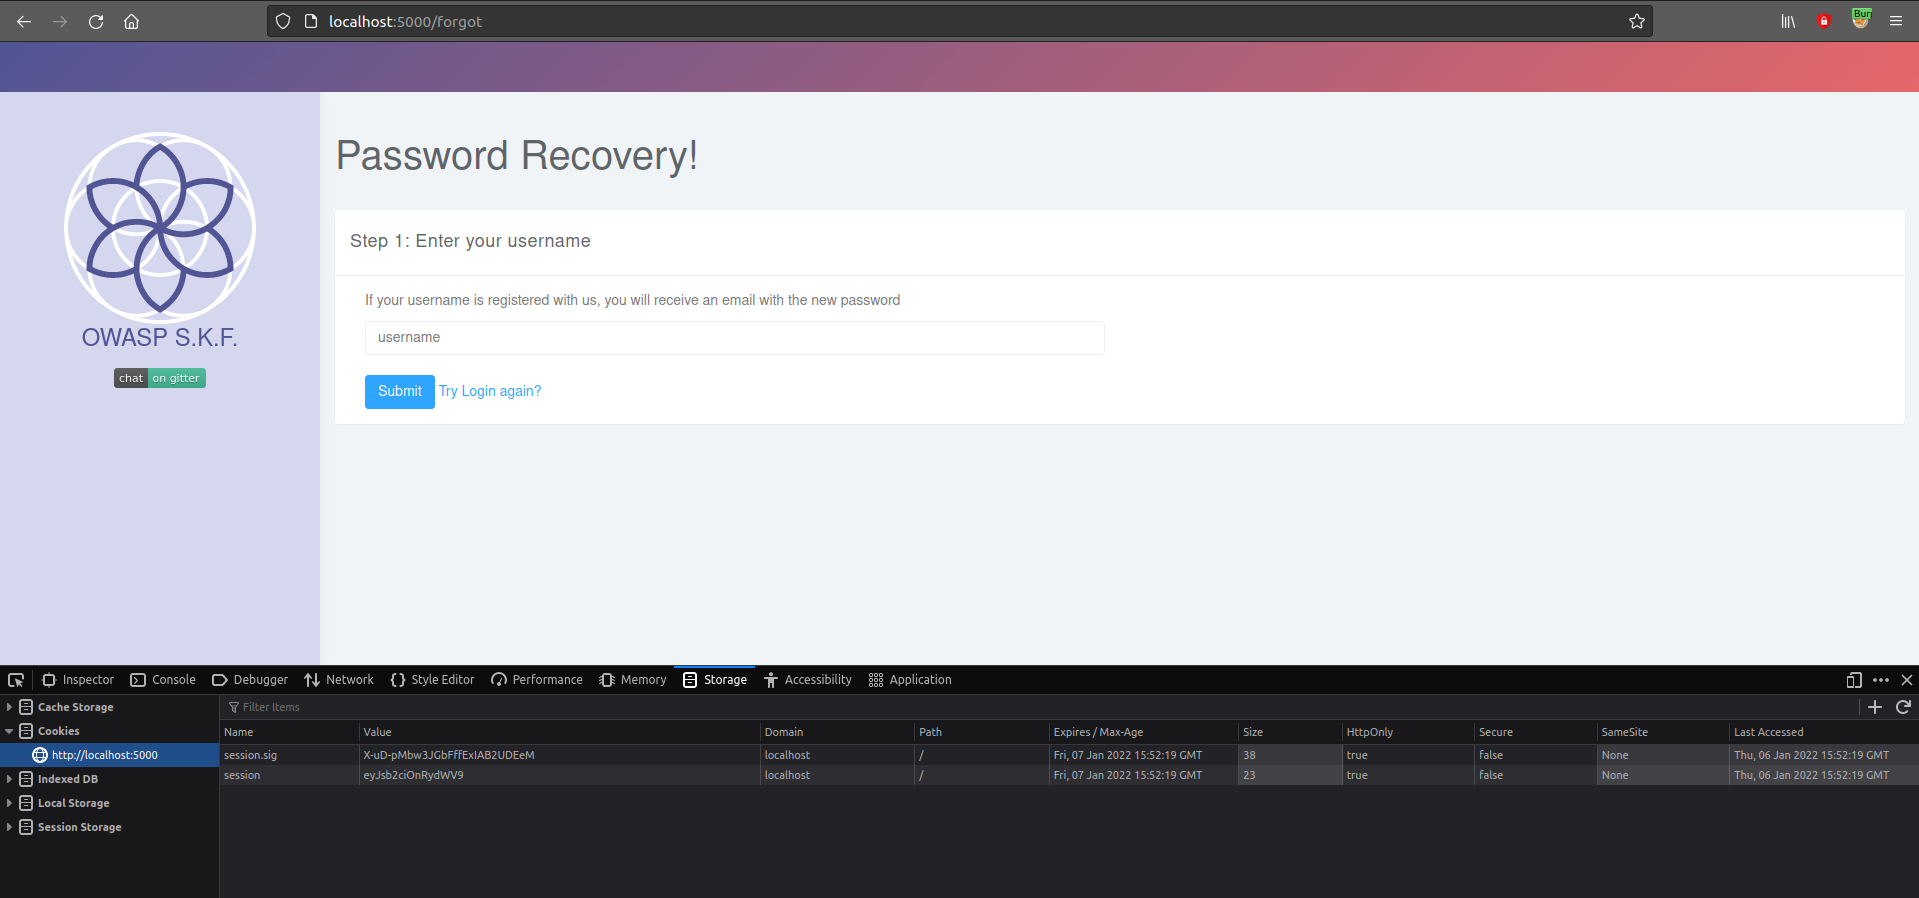 localhost:5000/forgot
Burp
OWASP S.K.F.
chat on gitter
Password Recovery!
Step 1: Enter your username
If your username is registered with us, you will receive an email with the new password
username
Submit Try Login again?
Inspector Console Debugger Network Style Editor Performance Memory Storage Accessibility Application
Cache Storage
Cookies
http://localhost:5000
Indexed DB
Local Storage
Session Storage
Filter Items
Name Value Domain Path Expires / Max-Age Size HttpOnly Secure SameSite Last Accessed
session.sig X-uD-pMbw3JGbFffExIAB2UDEeM localhost / Fri, 07 Jan 2022 15:52:19 GMT 38 true false None Thu, 06 Jan 2022 15:52:19 GMT
session eyJsb2ciOnRydWV9 localhost / Fri, 07 Jan 2022 15:52:19 GMT 23 true false None Thu, 06 Jan 2022 15:52:19 GMT